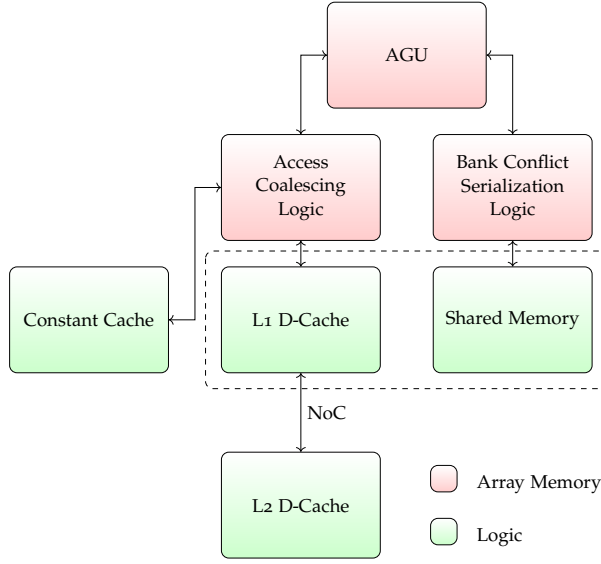 AGU
Access
Coalescing
Logic
Bank Conflict
Serialization
Logic
Constant Cache
L1 D-Cache
Shared Memory
NoC
L2 D-Cache
Array Memory
Logic